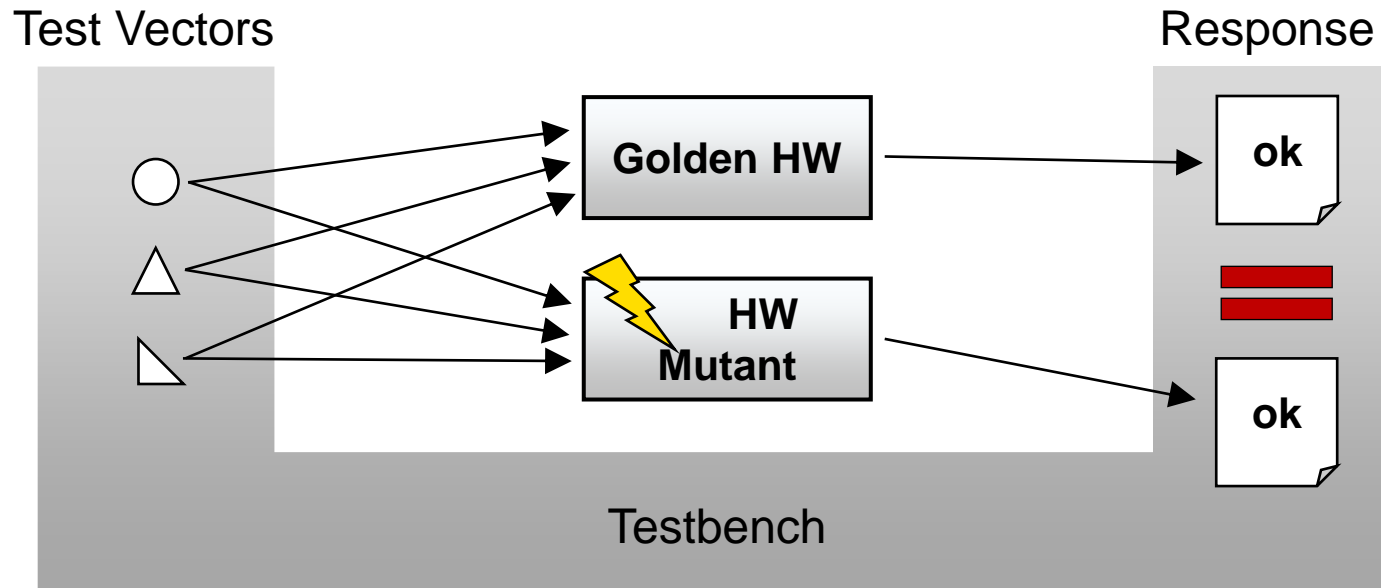 Test Vectors
Response
Golden HW
ok
HW
Mutant
ok
Testbench